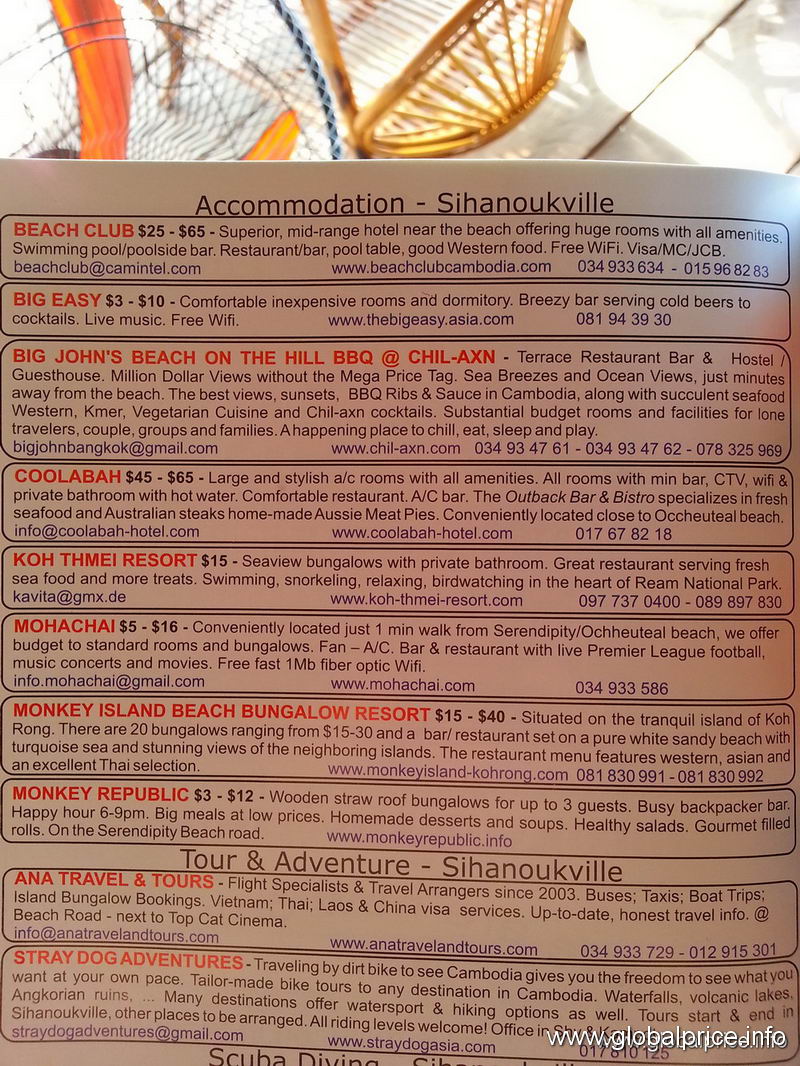 Accommodation - Sihanoukville
BEACH CLUB $25 - $65 - Superior, mid-range hotel near the beach offering huge rooms with all amenities.
Swimming pool/poolside bar. Restaurant/bar, pool table, good Western food. Free WiFi. Visa/MC/JCB.
beachclub@camintel.com www.beachclubcambodia.com 034 933 634 - 015 96 82 83
BIG EASY $3 - $10 - Comfortable inexpensive rooms and dormitory. Breezy bar serving cold beers to
cocktails. Live music. Free Wifi. www.thebigeasy.asia.com 081 94 39 30
BIG JOHN'S BEACH ON THE HILL BBQ @ CHIL-AXN - Terrace Restaurant Bar & Hostel /
Guesthouse. Million Dollar Views without the Mega Price Tag. Sea Breezes and Ocean Views, just minutes
away from the beach. The best views, sunsets, BBQ Ribs & Sauce in Cambodia, along with succulent seafood
Western, Kmer, Vegetarian Cuisine and Chil-axn cocktails. Substantial budget rooms and facilities for lone
travelers, couple, groups and families. A happening place to chill, eat, sleep and play.
bigjohnbangkok@gmail.com www.chil-axn.com 034 93 47 61 - 034 93 47 62 - 078 325 969
COOLABAH $45 - $65 - Large and stylish a/c rooms with all amenities. All rooms with min bar, CTV, wifi &
private bathroom with hot water. Comfortable restaurant. A/C bar. The Outback Bar & Bistro specializes in fresh
seafood and Australian steaks home-made Aussie Meat Pies. Conveniently located close to Occheuteal beach.
info@coolabah-hotel.com www.coolabah-hotel.com 017 67 82 18
KOH THMEI RESORT $15 - Seaview bungalows with private bathroom. Great restaurant serving fresh
sea food and more treats. Swimming, snorkeling, relaxing, birdwatching in the heart of Ream National Park.
kavita@gmx.de www.koh-thmei-resort.com 097 737 0400 - 089 897 830
MOHACHAI $5 - $16 - Conveniently located just 1 min walk from Serendipity/Ochheuteal beach, we offer
budget to standard rooms and bungalows. Fan – A/C. Bar & restaurant with live Premier League football,
music concerts and movies. Free fast 1Mb fiber optic Wifi.
info.mohachai@gmail.com www.mohachai.com 034 933 586
MONKEY ISLAND BEACH BUNGALOW RESORT $15 - $40 - Situated on the tranquil island of Koh
Rong. There are 20 bungalows ranging from $15-30 and a bar/ restaurant set on a pure white sandy beach with
turquoise sea and stunning views of the neighboring islands. The restaurant menu features western, asian and
an excellent Thai selection. www.monkeyisland-kohrong.com 081 830 991 - 081 830 992
MONKEY REPUBLIC $3 - $12 - Wooden straw roof bungalows for up to 3 guests. Busy backpacker bar.
Happy hour 6-9pm. Big meals at low prices. Homemade desserts and soups. Healthy salads. Gourmet filled
rolls. On the Serendipity Beach road. www.monkeyrepublic.info
Tour & Adventure - Sihanoukville
ANA TRAVEL & TOURS - Flight Specialists & Travel Arrangers since 2003. Buses; Taxis; Boat Trips;
Island Bungalow Bookings. Vietnam; Thai; Laos & China visa services. Up-to-date, honest travel info. @
Beach Road - next to Top Cat Cinema.
info@anatravelandtours.com www.anatravelandtours.com 034 933 729 - 012 915 301
STRAY DOG ADVENTURES - Traveling by dirt bike to see Cambodia gives you the freedom to see what you
want at your own pace. Tailor-made bike tours to any destination in Cambodia. Waterfalls, volcanic lakes,
Angkorian ruins, ... Many destinations offer watersport & hiking options as well. Tours start & end in
Sihanoukville, other places to be arranged. All riding levels welcome! Office in
straydogadventures@gmail.com www.straydogasia.com 017 810 125
www.globalprice.info
Scuba Diving - Sihanoukville